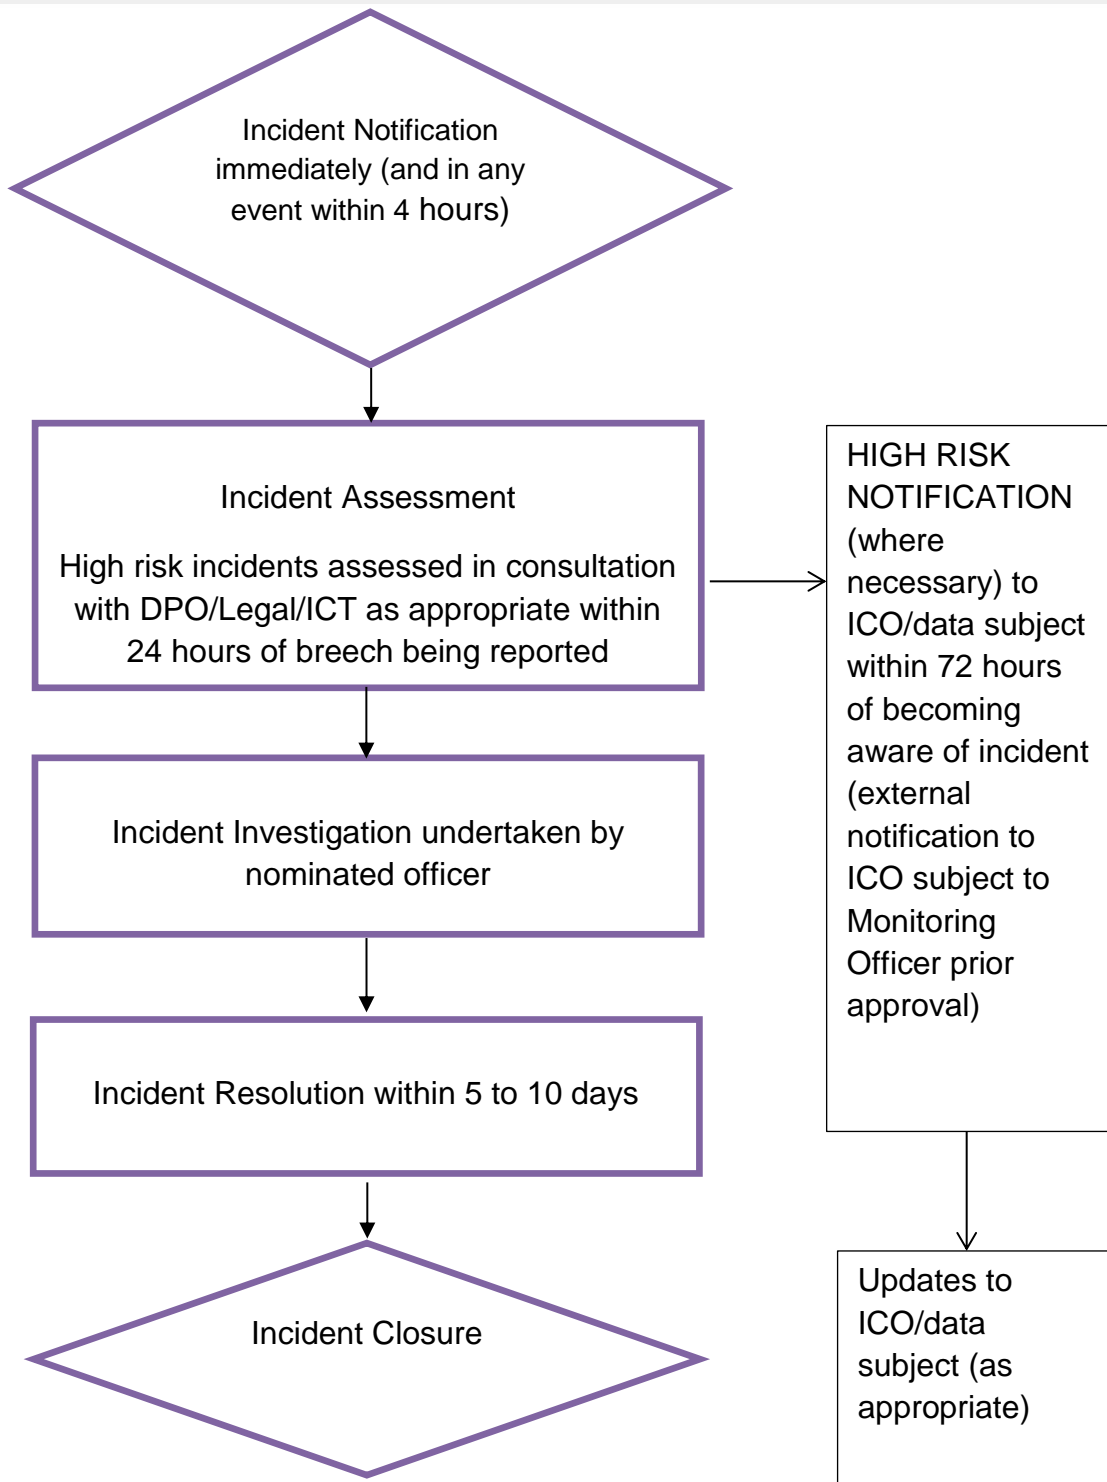 Incident Notification
immediately (and in any
event within 4 hours)
Incident Assessment
High risk incidents assessed in consultation
with DPO/Legal/ICT as appropriate within
24 hours of breech being reported
HIGH RISK
NOTIFICATION
(where
necessary) to
ICO/data subject
within 72 hours
of becoming
aware of incident
(external
notification to
ICO subject to
Monitoring
Officer prior
approval)
Incident Investigation undertaken by
nominated officer
Incident Resolution within 5 to 10 days
Incident Closure
Updates to
ICO/data
subject (as
appropriate)